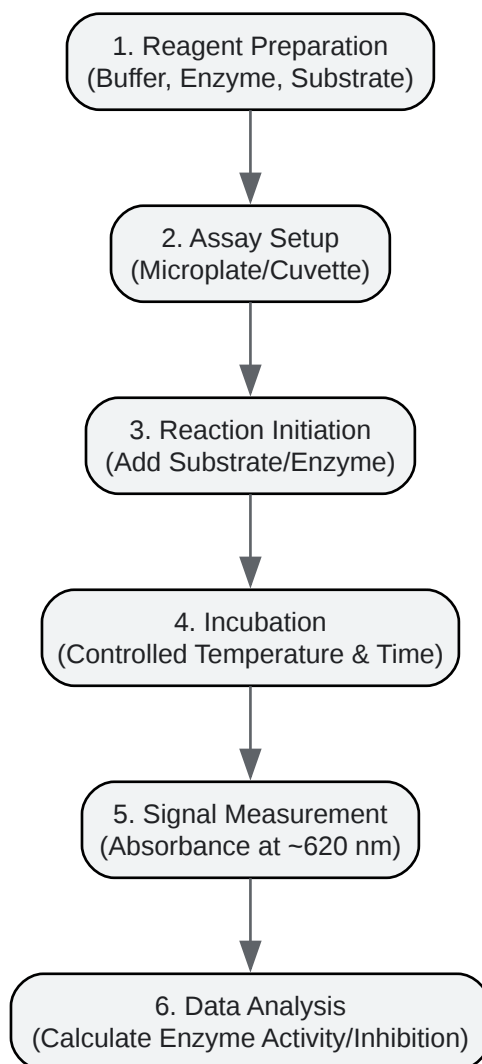 1. Reagent Preparation
(Buffer, Enzyme, Substrate)
2. Assay Setup
(Microplate/Cuvette)
3. Reaction Initiation
(Add Substrate/Enzyme)
4. Incubation
(Controlled Temperature & Time)
5. Signal Measurement
(Absorbance at ~620 nm)
6. Data Analysis
(Calculate Enzyme Activity/Inhibition)